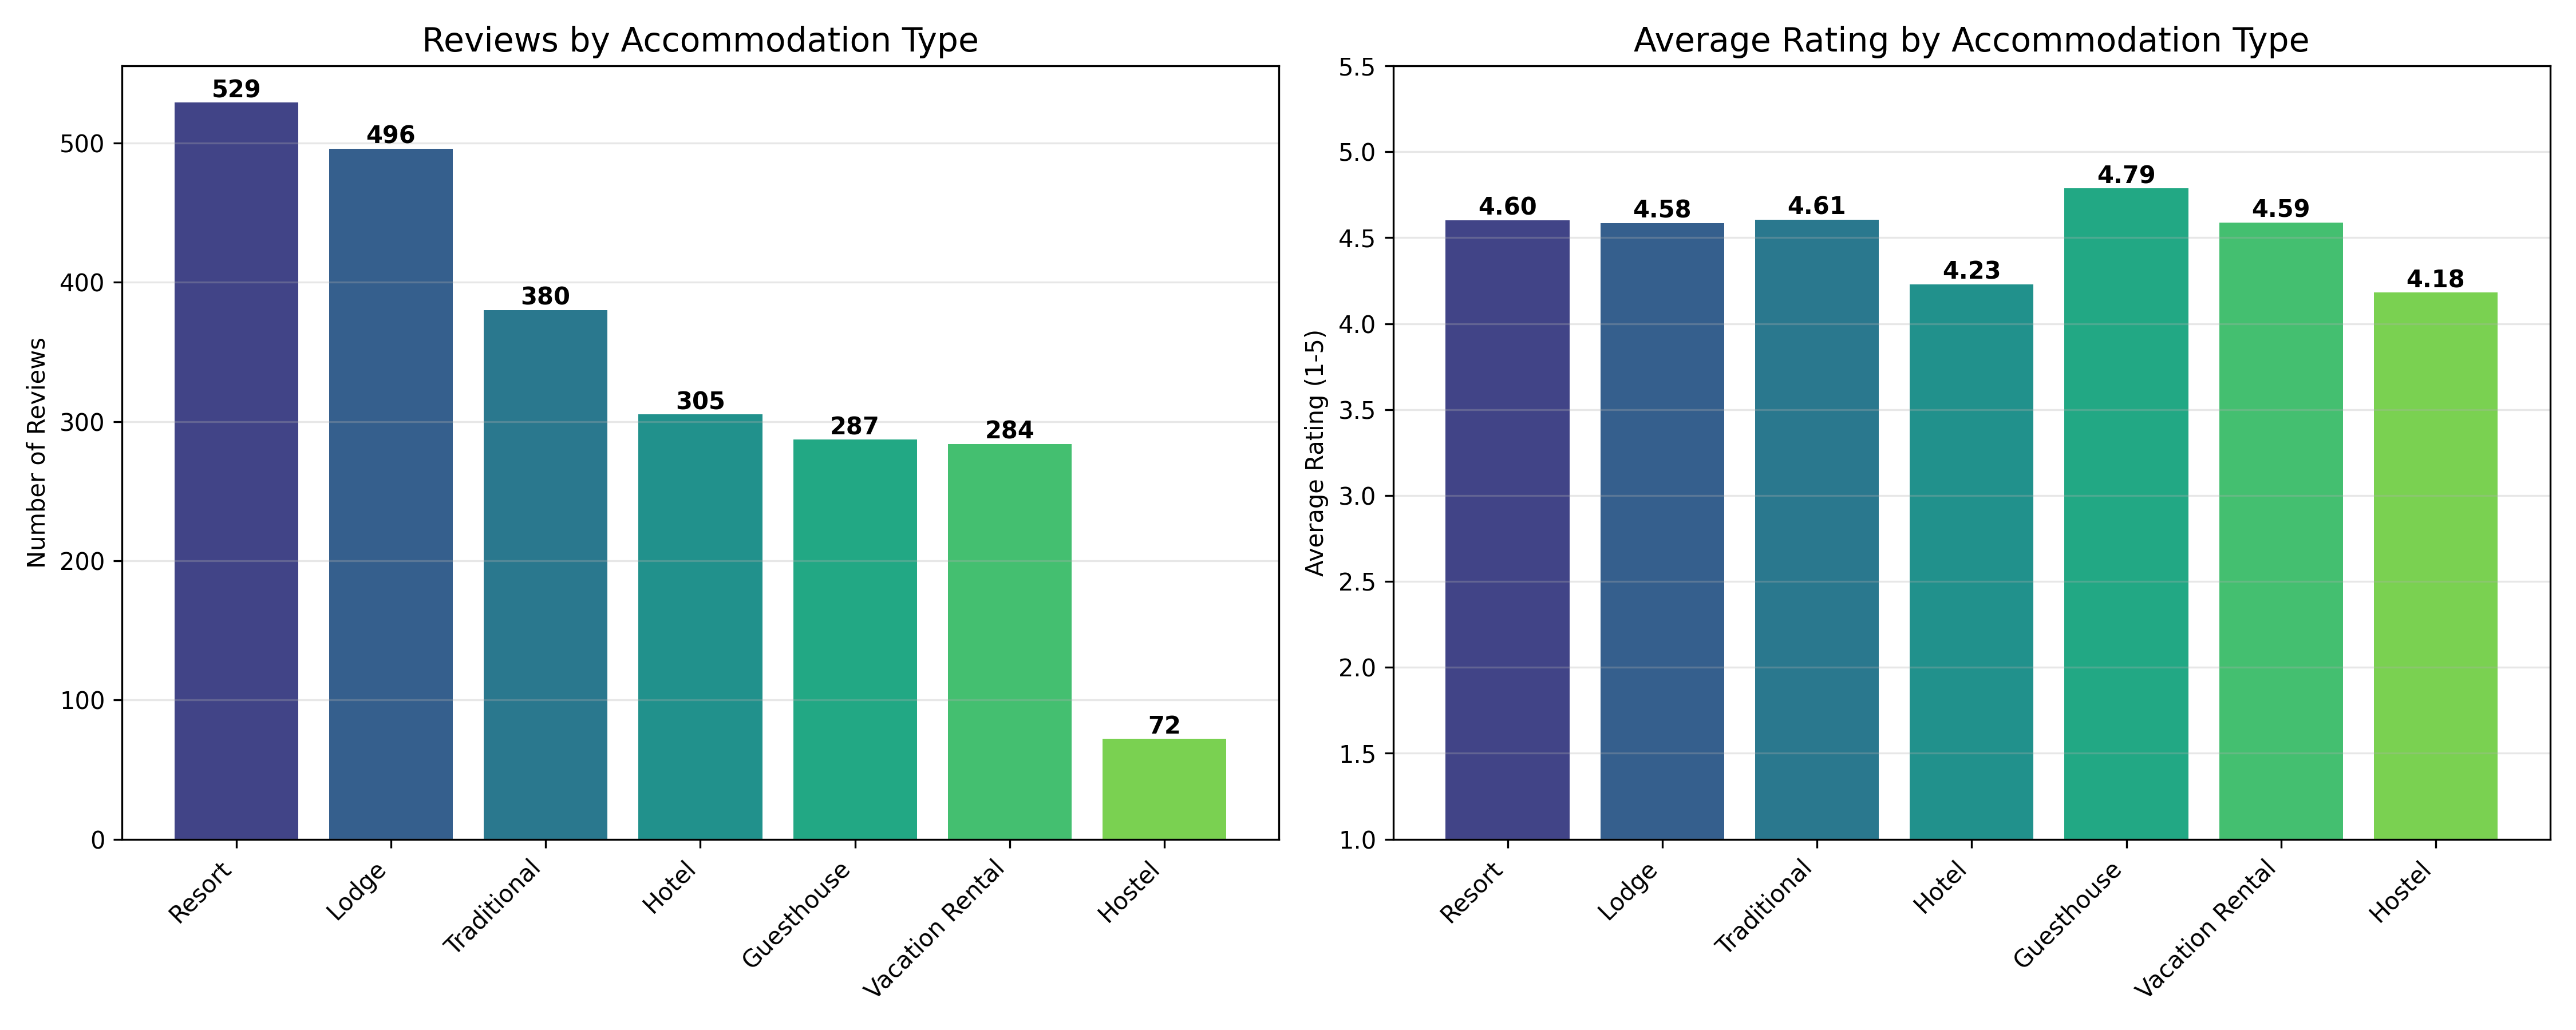 Reviews by Accommodation Type
Number of Reviews
500
400
300
200
100
0
529
496
380
305
287
284
72
Resort
Lodge
Traditional
Hotel
Guesthouse
Vacation Rental
Hostel
Average Rating by Accommodation Type
Average Rating (1-5)
5.5
5.0
4.5
4.0
3.5
3.0
2.5
2.0
1.5
1.0
4.60
4.58
4.61
4.23
4.79
4.59
4.18
Resort
Lodge
Traditional
Hotel
Guesthouse
Vacation Rental
Hostel